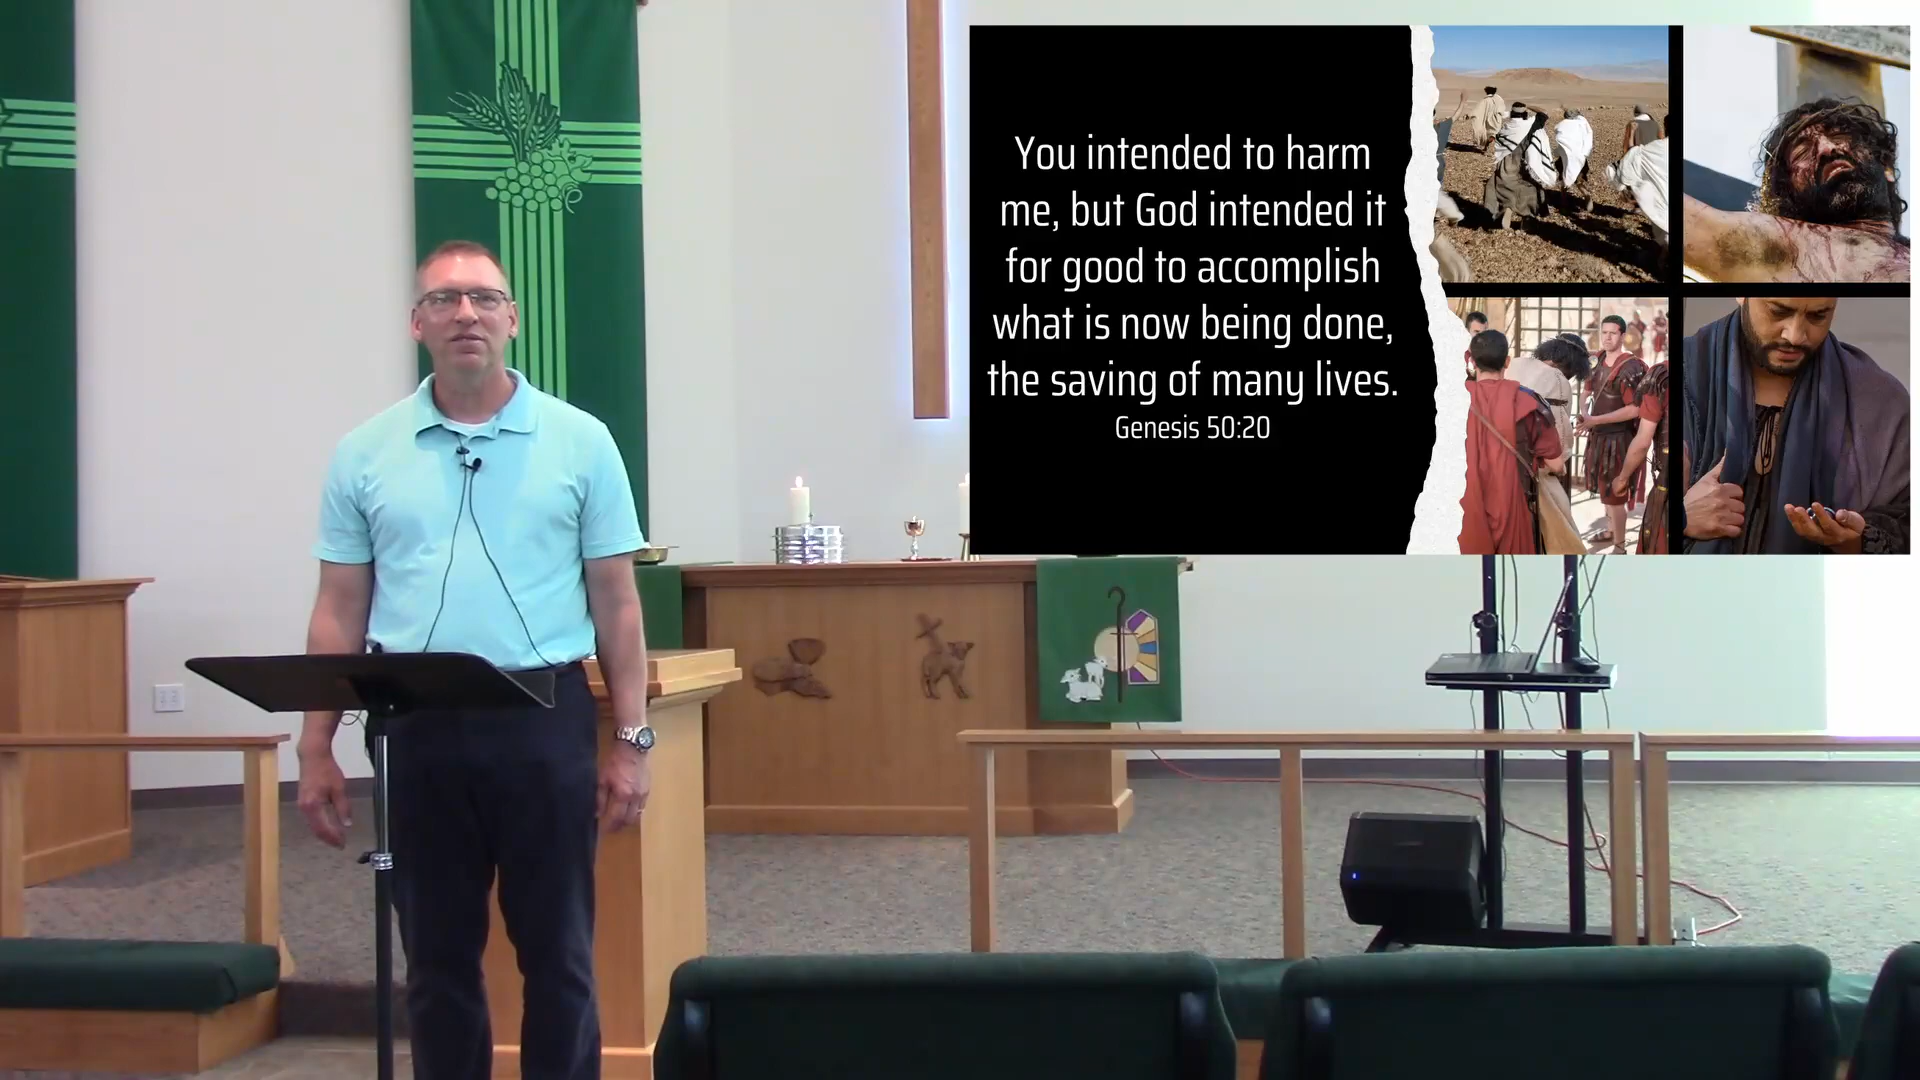 You intended to harm
me, but God intended it
for good to accomplish
what is now being done,
the saving of many lives.
Genesis 50:20